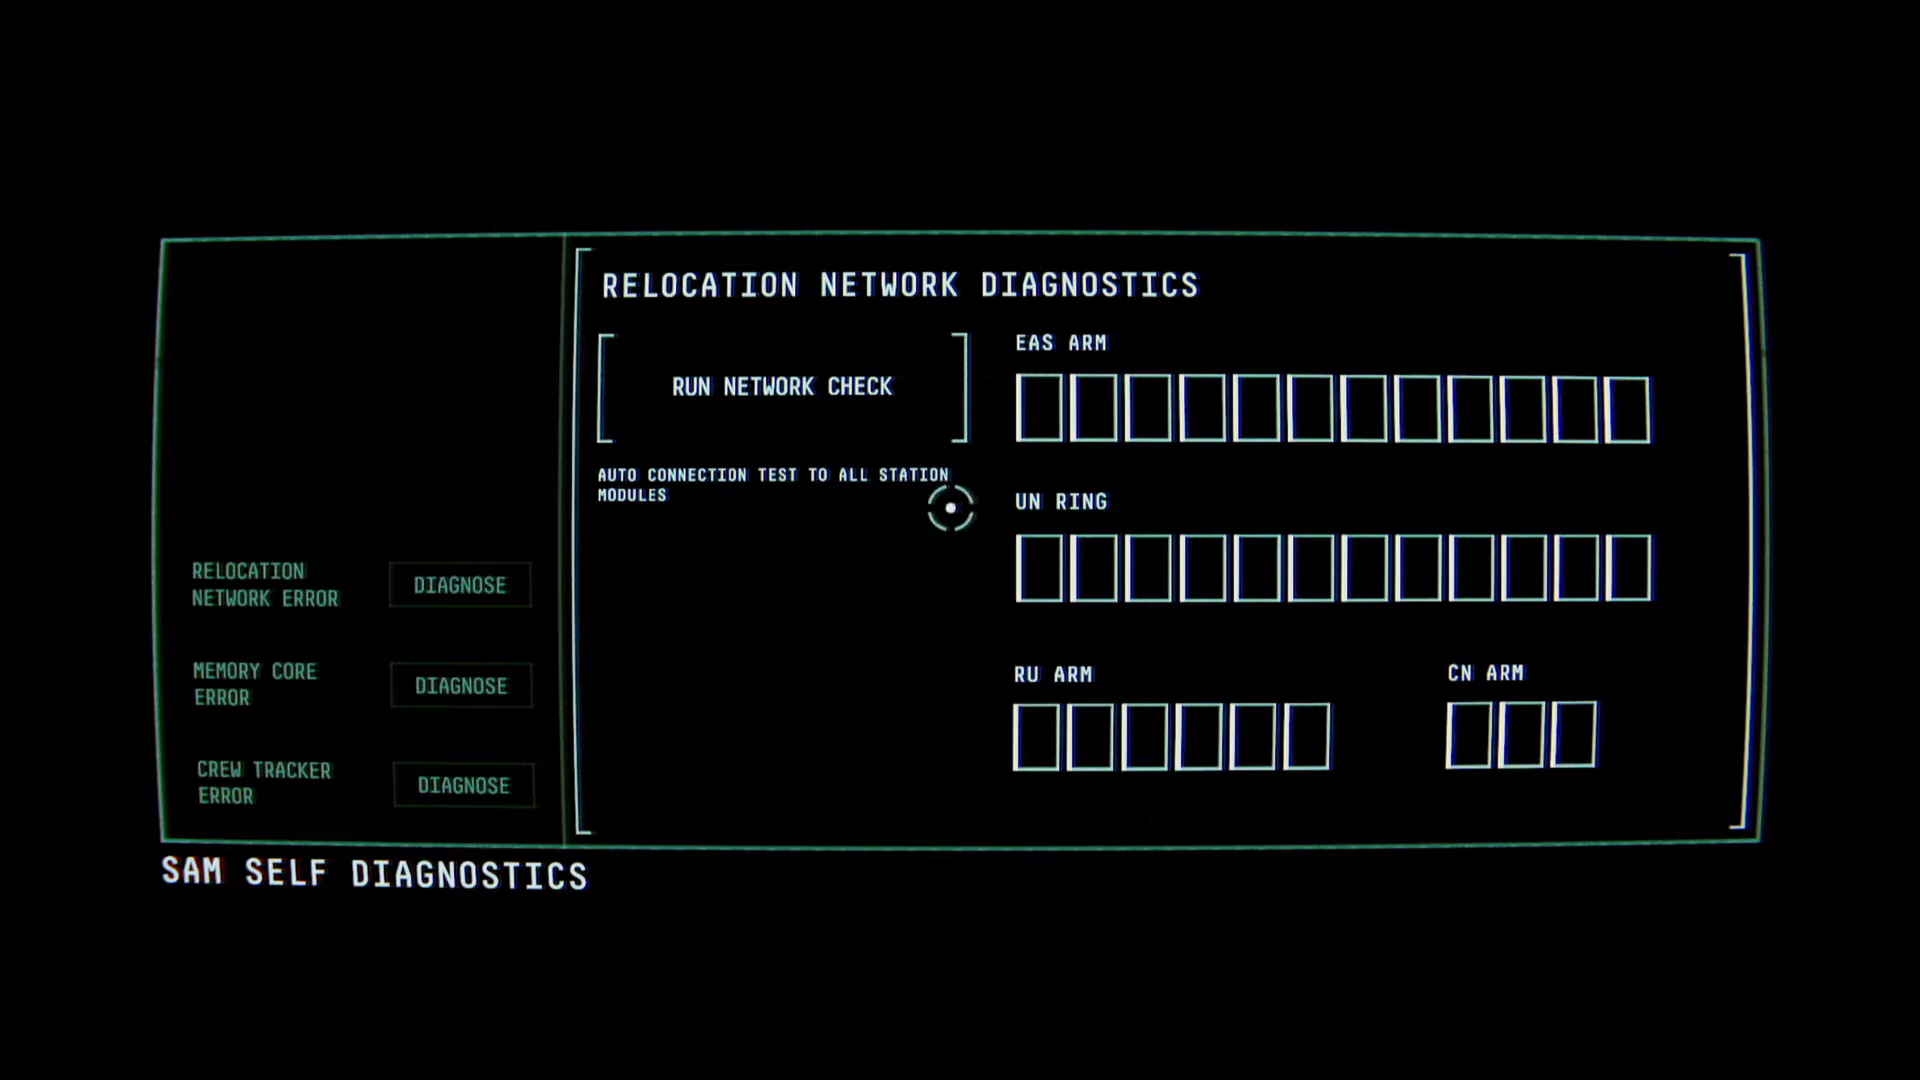 RELOCATION NETWORK DIAGNOSTICS
RUN NETWORK CHECK
AUTO CONNECTION TEST TO ALL STATION
MODULES
EAS ARM
UN RING
RU ARM
CN ARM
RELOCATION
NETWORK ERROR
DIAGNOSE
MEMORY CORE
ERROR
DIAGNOSE
CREW TRACKER
ERROR
DIAGNOSE
SAM SELF DIAGNOSTICS